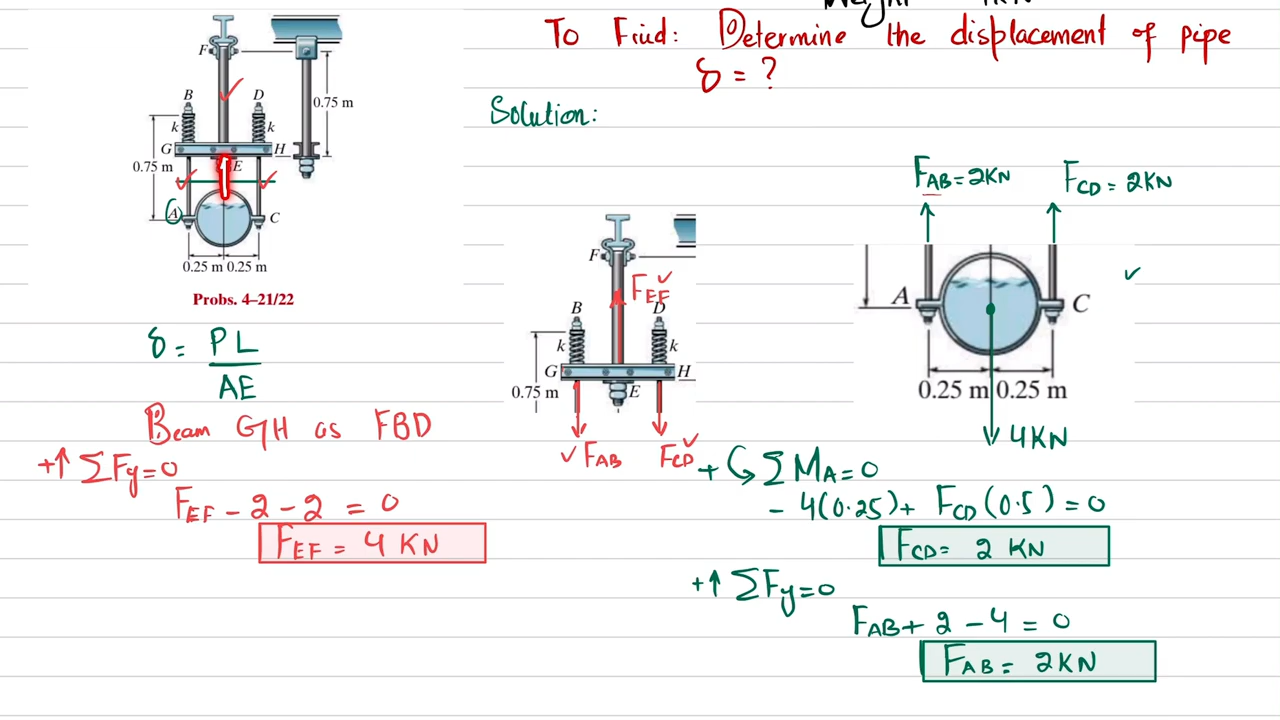 To Find: Determine the displacement of pipe
δ = ?
Solution:
F
B
D
k
k
0.75 m
G
H
E
0.75 m
A
C
0.25 m 0.25 m
Probs. 4–21/22
δ = PL
AE
Beam GH as FBD
+↑ ΣFy=0
FEF - 2 - 2 = 0
FEF = 4 KN
F
FEF
B
D
k
k
G
H
0.75 m
E
FAB
FCD
FAB = 2KN
FCD = 2KN
A
C
0.25 m 0.25 m
4KN
+ ΣMA=0
- 4(0.25)+ FCD (0.5) = 0
FCD= 2 KN
+↑ ΣFy=0
FAB+ 2 - 4 = 0
FAB= 2KN